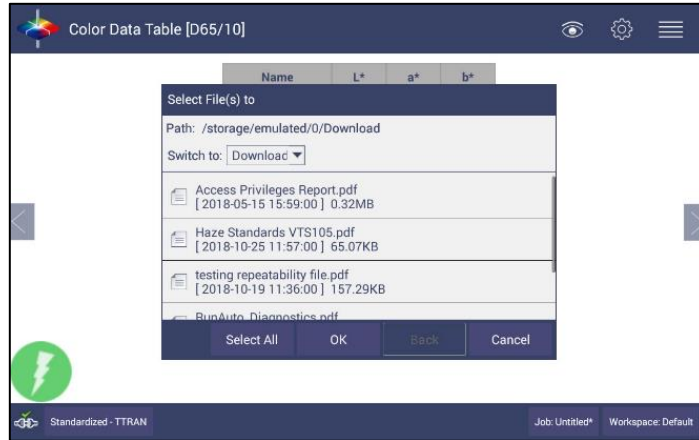 Color Data Table [D65/10]
Name L* a* b*
Select File(s) to
Path: /storage/emulated/0/Download
Switch to: Download
Access Privileges Report.pdf
[ 2018-05-15 15:59:00 ] 0.32MB
Haze Standards VTS105.pdf
[ 2018-10-25 11:57:00 ] 65.07KB
testing repeatability file.pdf
[ 2018-10-19 11:36:00 ] 157.29KB
RunAuto_Diagnostics.pdf
Select All OK Back Cancel
Standardized - TTRAN Job: Untitled* Workspace: Default